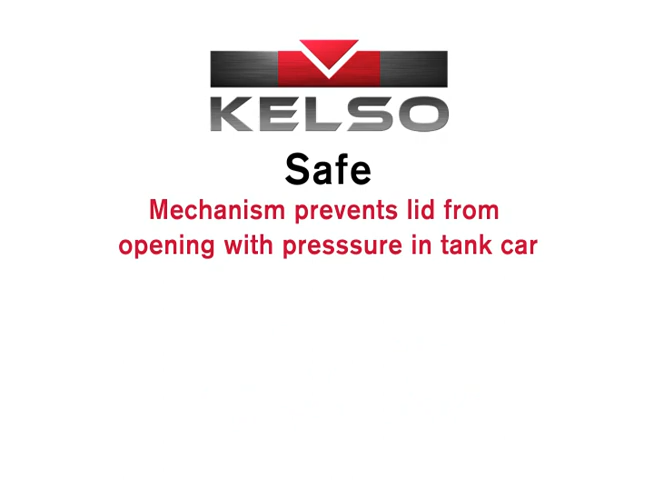 KELSO
Safe
Mechanism prevents lid from
opening with presssure in tank car